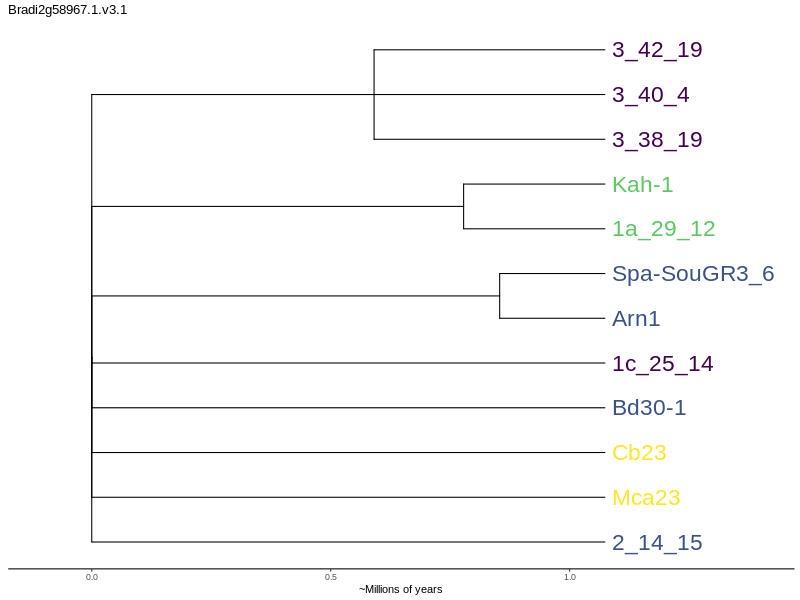 Bradi2g58967.1.v3.1
3_42_19
3_40_4
3_38_19
Kah-1
1a_29_12
Spa-SouGR3_6
Arn1
1c_25_14
Bd30-1
Cb23
Mca23
2_14_15
0.0 0.5 1.0
~Millions of years